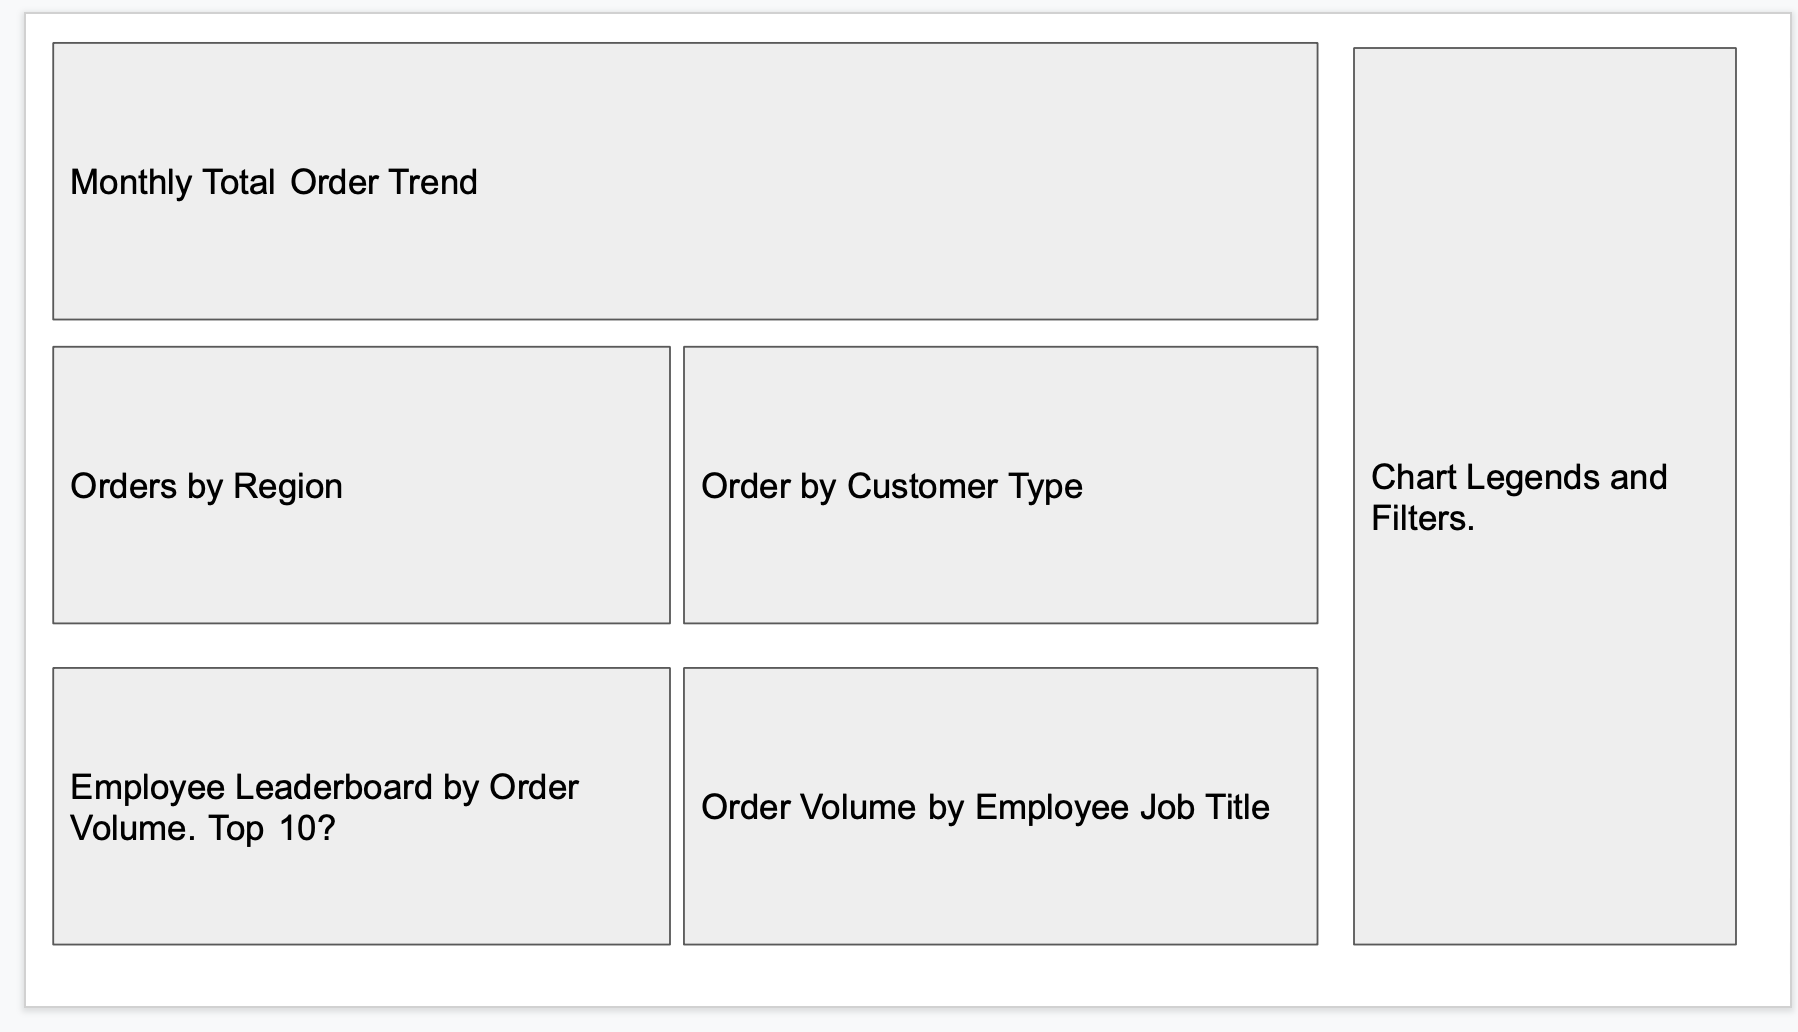 Monthly Total Order Trend
Orders by Region
Order by Customer Type
Employee Leaderboard by Order
Volume. Top 10?
Order Volume by Employee Job Title
Chart Legends and
Filters.